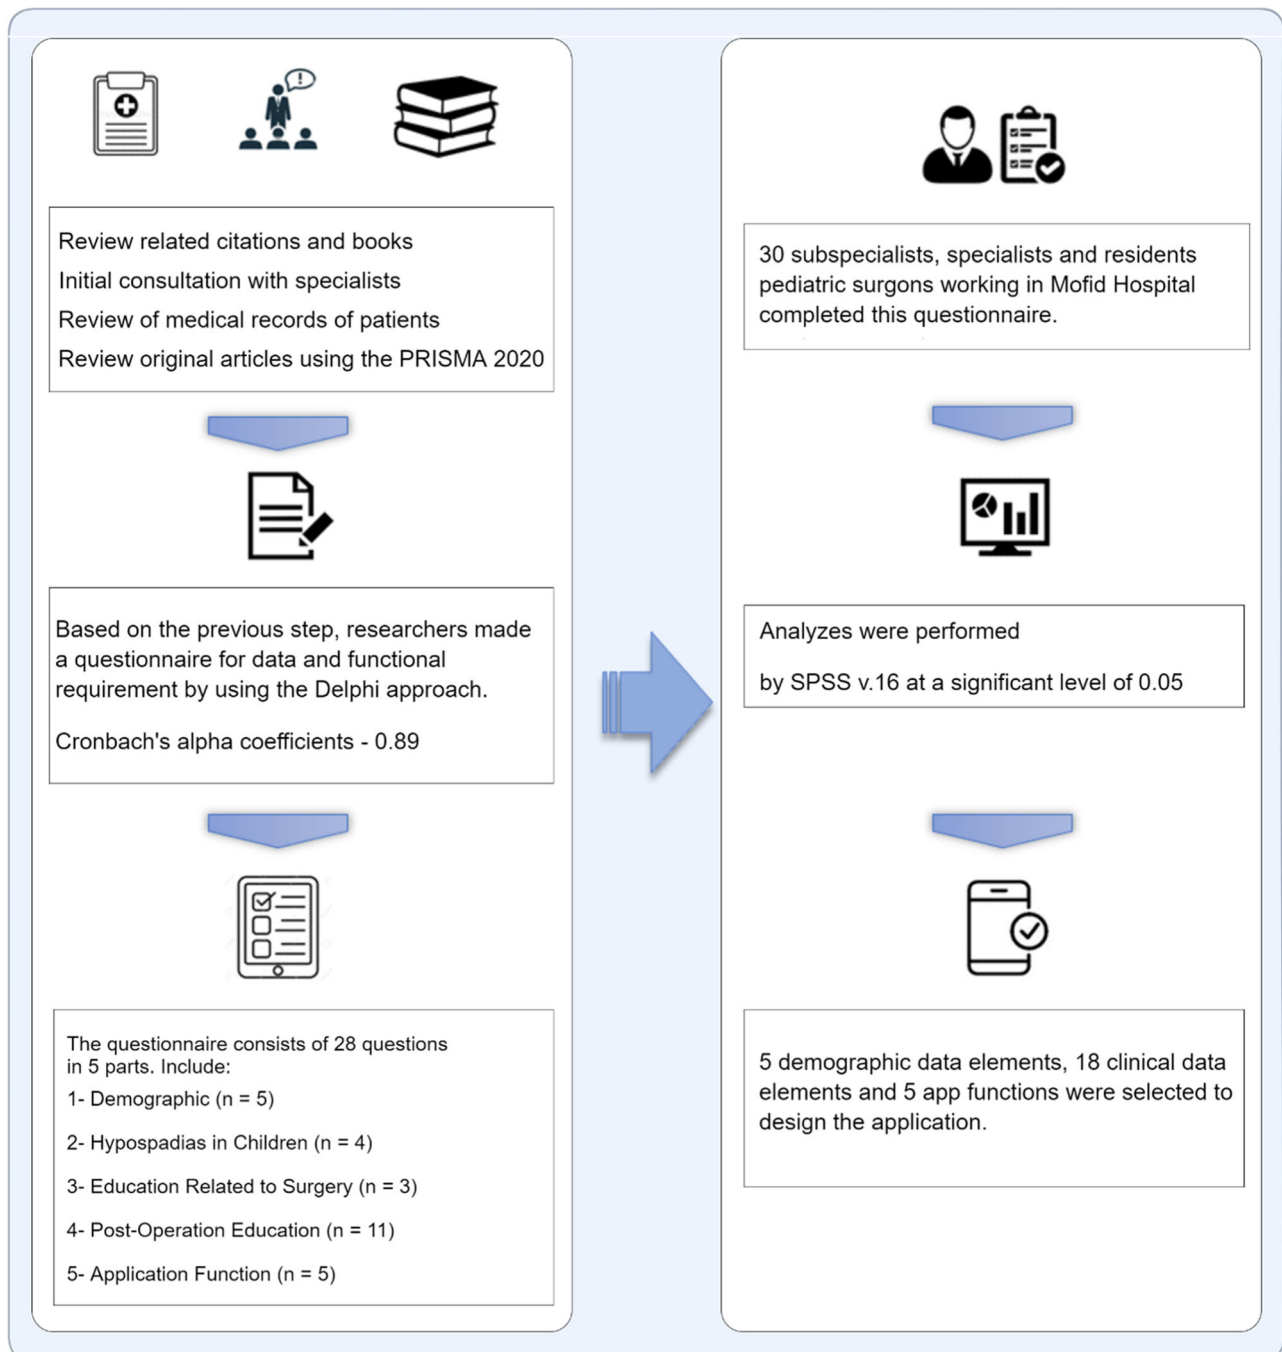 Review related citations and books
Initial consultation with specialists
Review of medical records of patients
Review original articles using the PRISMA 2020
Based on the previous step, researchers made
a questionnaire for data and functional
requirement by using the Delphi approach.
Cronbach's alpha coefficients - 0.89
The questionnaire consists of 28 questions
in 5 parts. Include:
1- Demographic (n = 5)
2- Hypospadias in Children (n = 4)
3- Education Related to Surgery (n = 3)
4- Post-Operation Education (n = 11)
5- Application Function (n = 5)
30 subspecialists, specialists and residents
pediatric surgons working in Mofid Hospital
completed this questionnaire.
Analyzes were performed
by SPSS v.16 at a significant level of 0.05
5 demographic data elements, 18 clinical data
elements and 5 app functions were selected to
design the application.